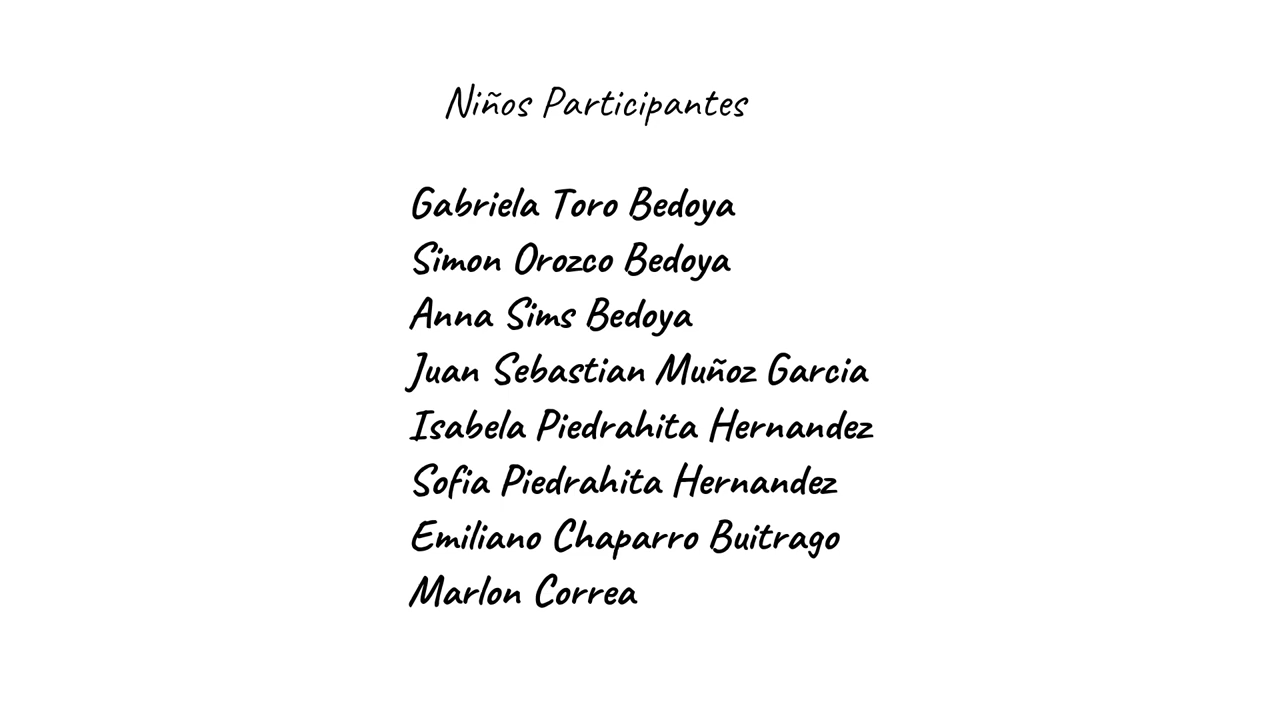 Niños Participantes
Gabriela Toro Bedoya
Simon Orozco Bedoya
Anna Sims Bedoya
Juan Sebastian Muñoz Garcia
Isabela Piedrahita Hernandez
Sofia Piedrahita Hernandez
Emiliano Chaparro Buitrago
Marlon Correa